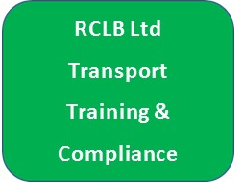 RCLB Ltd
Transport
Training &
Compliance